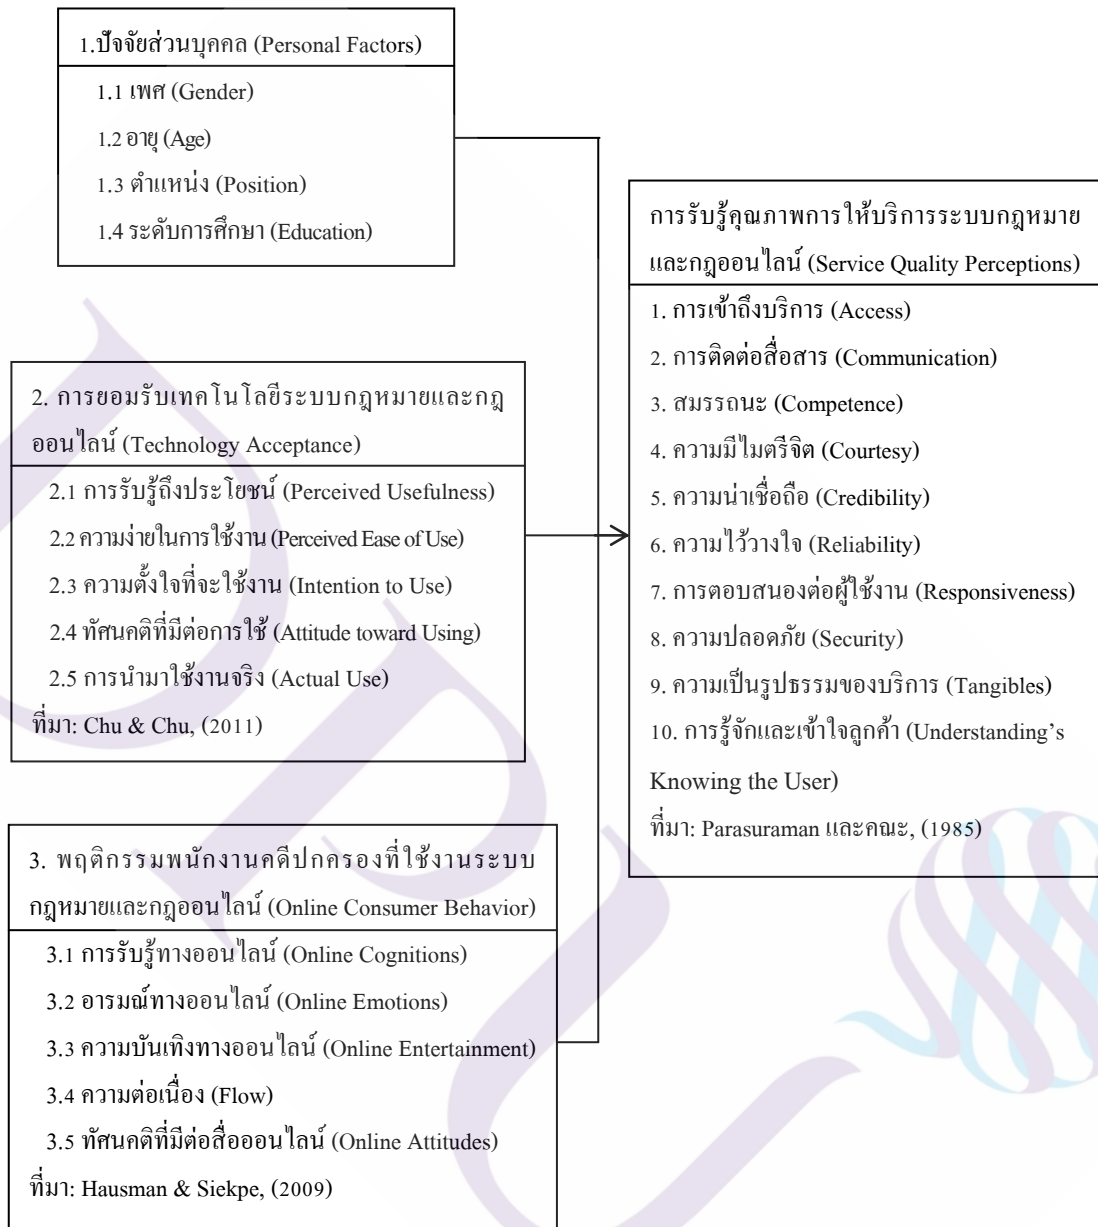 1.ปัจจัยส่วนบุคคล (Personal Factors)
1.1 เพศ (Gender)
1.2 อายุ (Age)
1.3 ตำแหน่ง (Position)
1.4 ระดับการศึกษา (Education)
2. การยอมรับเทคโนโลยีระบบกฎหมายและกฎ
ออนไลน์ (Technology Acceptance)
2.1 การรับรู้ถึงประโยชน์ (Perceived Usefulness)
2.2 ความง่ายในการใช้งาน (Perceived Ease of Use)
2.3 ความตั้งใจที่จะใช้งาน (Intention to Use)
2.4 ทัศนคติที่มีต่อการใช้ (Attitude toward Using)
2.5 การนำมาใช้งานจริง (Actual Use)
ที่มา: Chu & Chu, (2011)
3. พฤติกรรมพนักงานคดีปกครองที่ใช้งานระบบ
กฎหมายและกฎออนไลน์ (Online Consumer Behavior)
3.1 การรับรู้ทางออนไลน์ (Online Cognitions)
3.2 อารมณ์ทางออนไลน์ (Online Emotions)
3.3 ความบันเทิงทางออนไลน์ (Online Entertainment)
3.4 ความต่อเนื่อง (Flow)
3.5 ทัศนคติที่มีต่อสื่อออนไลน์ (Online Attitudes)
ที่มา: Hausman & Siekpe, (2009)
การรับรู้คุณภาพการให้บริการระบบกฎหมาย
และกฎออนไลน์ (Service Quality Perceptions)
1. การเข้าถึงบริการ (Access)
2. การติดต่อสื่อสาร (Communication)
3. สมรรถนะ (Competence)
4. ความมีไมตรีจิต (Courtesy)
5. ความน่าเชื่อถือ (Credibility)
6. ความไว้วางใจ (Reliability)
7. การตอบสนองต่อผู้ใช้งาน (Responsiveness)
8. ความปลอดภัย (Security)
9. ความเป็นรูปธรรมของบริการ (Tangibles)
10. การรู้จักและเข้าใจลูกค้า (Understanding’s
Knowing the User)
ที่มา: Parasuraman และคณะ, (1985)